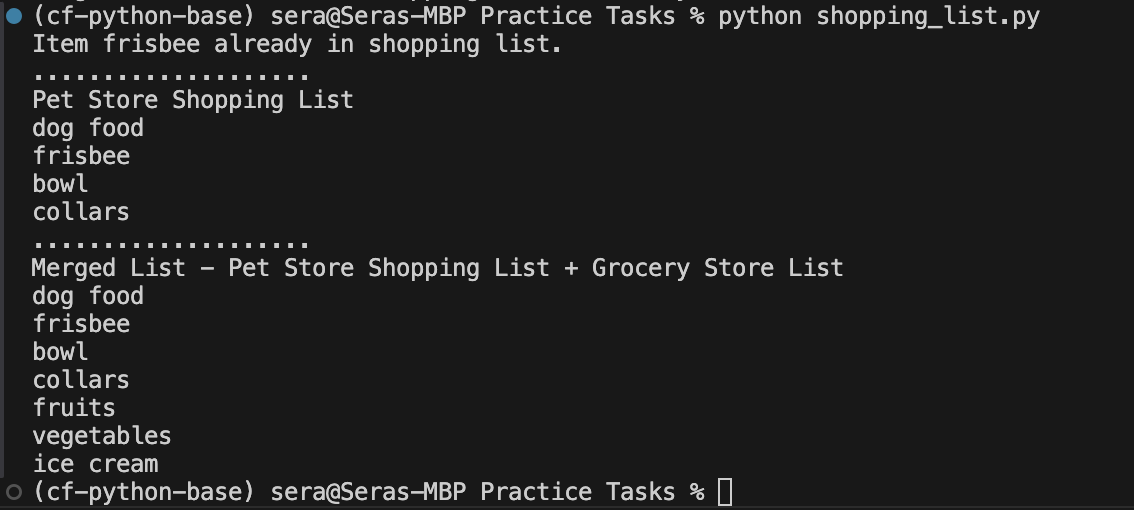 (cf-python-base) sera@Seras-MBP Practice Tasks % python shopping_list.py
Item frisbee already in shopping list.
....................
Pet Store Shopping List
dog food
frisbee
bowl
collars
....................
Merged List - Pet Store Shopping List + Grocery Store List
dog food
frisbee
bowl
collars
fruits
vegetables
ice cream
(cf-python-base) sera@Seras-MBP Practice Tasks %